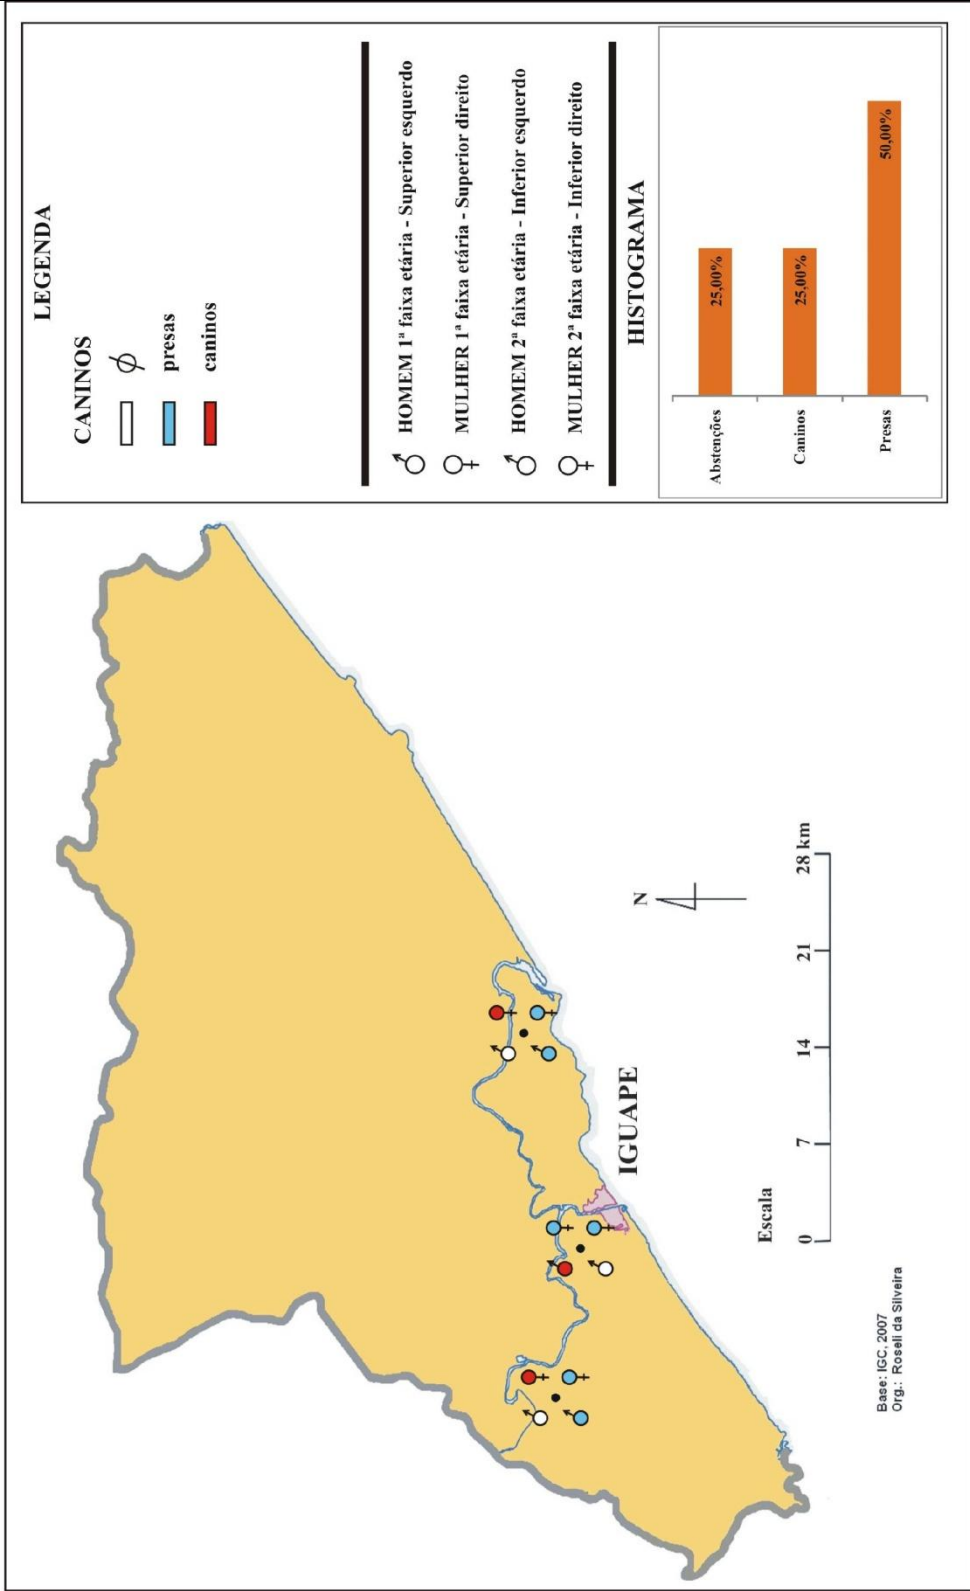 LEGENDA
CANINOS
ɸ
presas
caninos
HOMEM 1ª faixa etária - Superior esquerdo
MULHER 1ª faixa etária - Superior direito
HOMEM 2ª faixa etária - Inferior esquerdo
MULHER 2ª faixa etária - Inferior direito
HISTOGRAMA
Abstenções
25,00%
Caninos
25,00%
Presas
50,00%
IGUAPE
N
Escala
0 7 14 21 28 km
Base: IGC, 2007
Org.: Roseli da Silveira